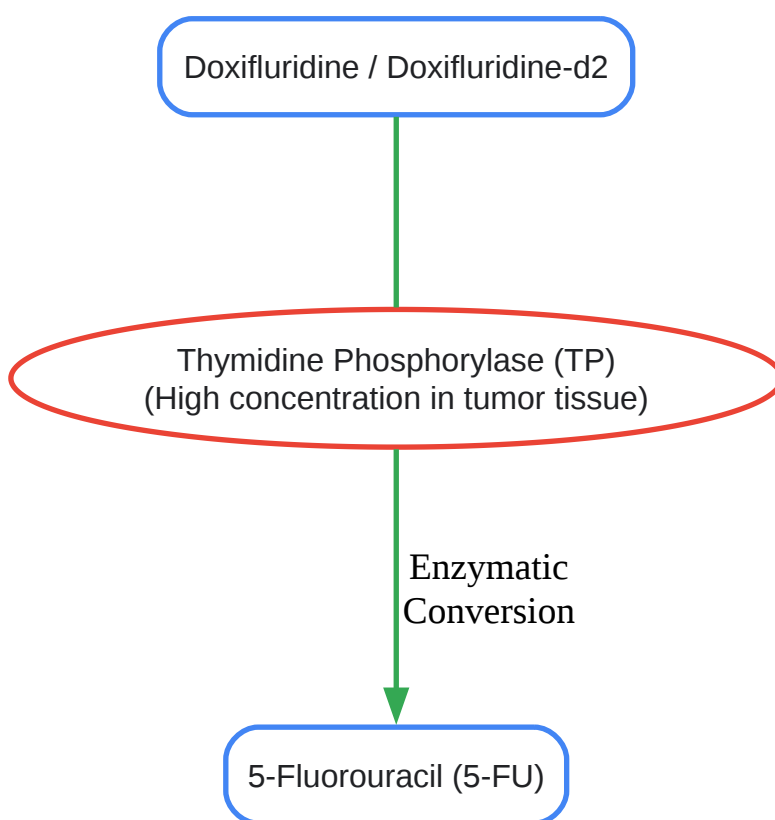 Doxifluridine / Doxifluridine-d2
Thymidine Phosphorylase (TP)
(High concentration in tumor tissue)
Enzymatic
Conversion
5-Fluorouracil (5-FU)